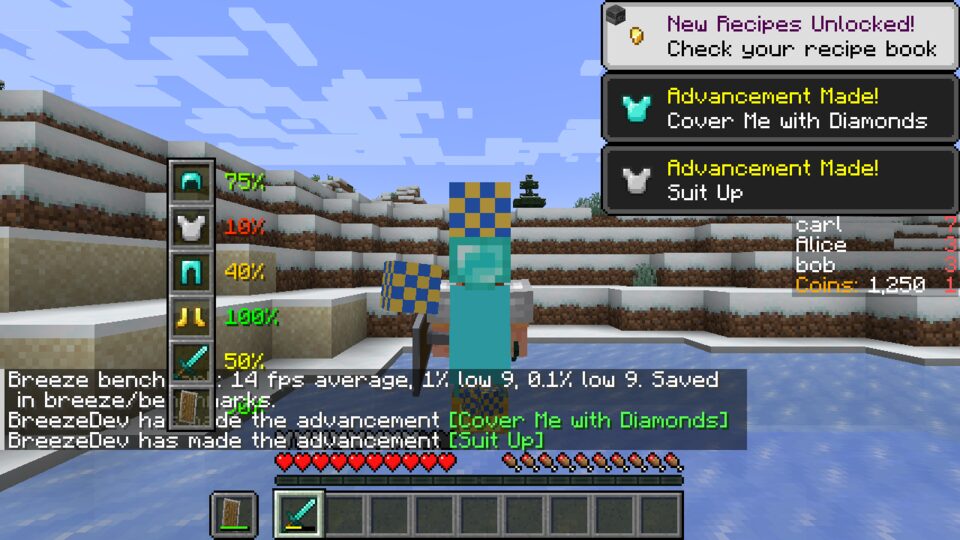 New Recipes Unlocked!
Check your recipe book
Advancement Made!
Cover Me with Diamonds
Advancement Made!
Suit Up
75%
10%
40%
100%
50%
carl
Alice
bob
Coins: 1,250
Breeze bench : 14 fps average, 1% low 9, 0.1% low 9. Saved
in breeze/be marks.
BreezeDev ha de the advancement [Cover Me with Diamonds]
BreezeDev has made the advancement [Suit Up]